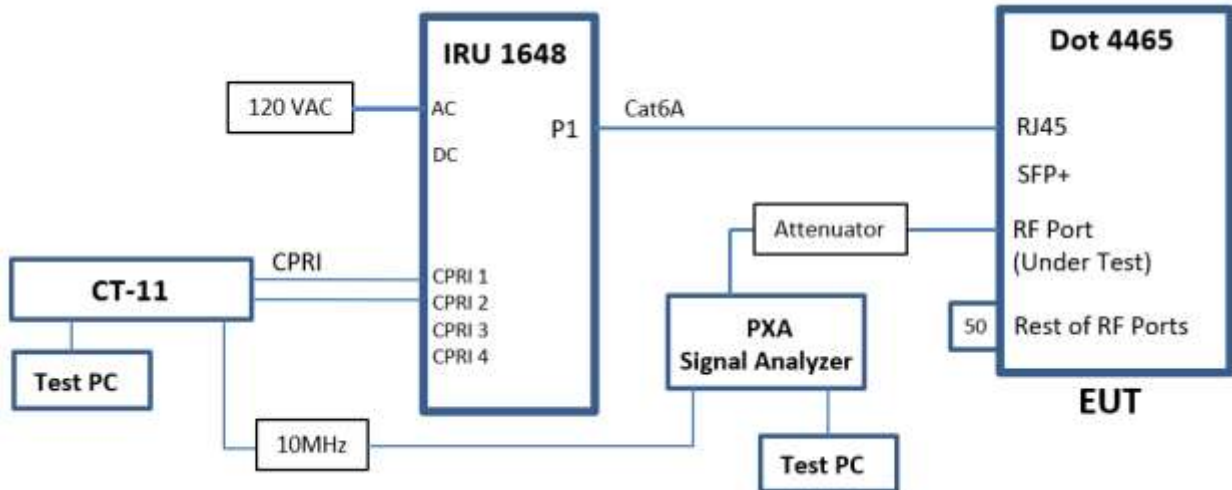 IRU 1648
Dot 4465
120 VAC
AC
Cat6A
P1
RJ45
DC
SFP+
Attenuator
RF Port
(Under Test)
CPRI
CT-11
CPRI 1
CPRI 2
CPRI 3
CPRI 4
PXA
Signal Analyzer
50
Rest of RF Ports
Test PC
EUT
10MHz
Test PC